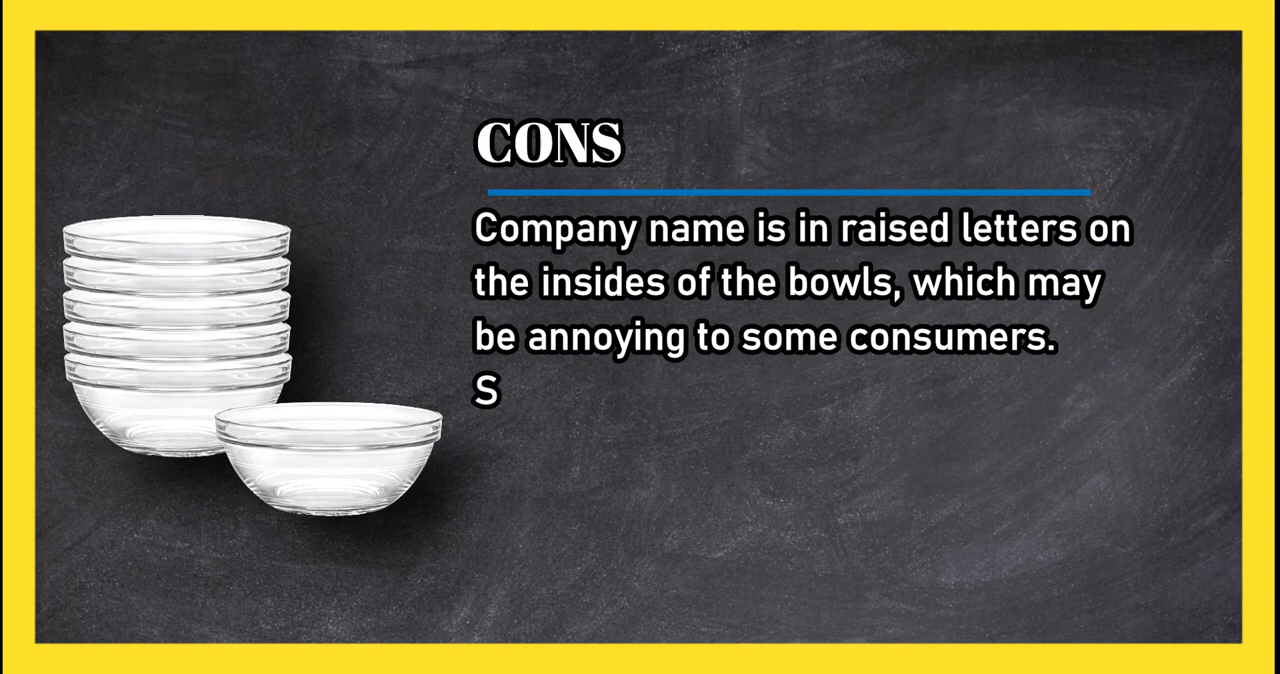 CONS
Company name is in raised letters on
the insides of the bowls, which may
be annoying to some consumers.
S